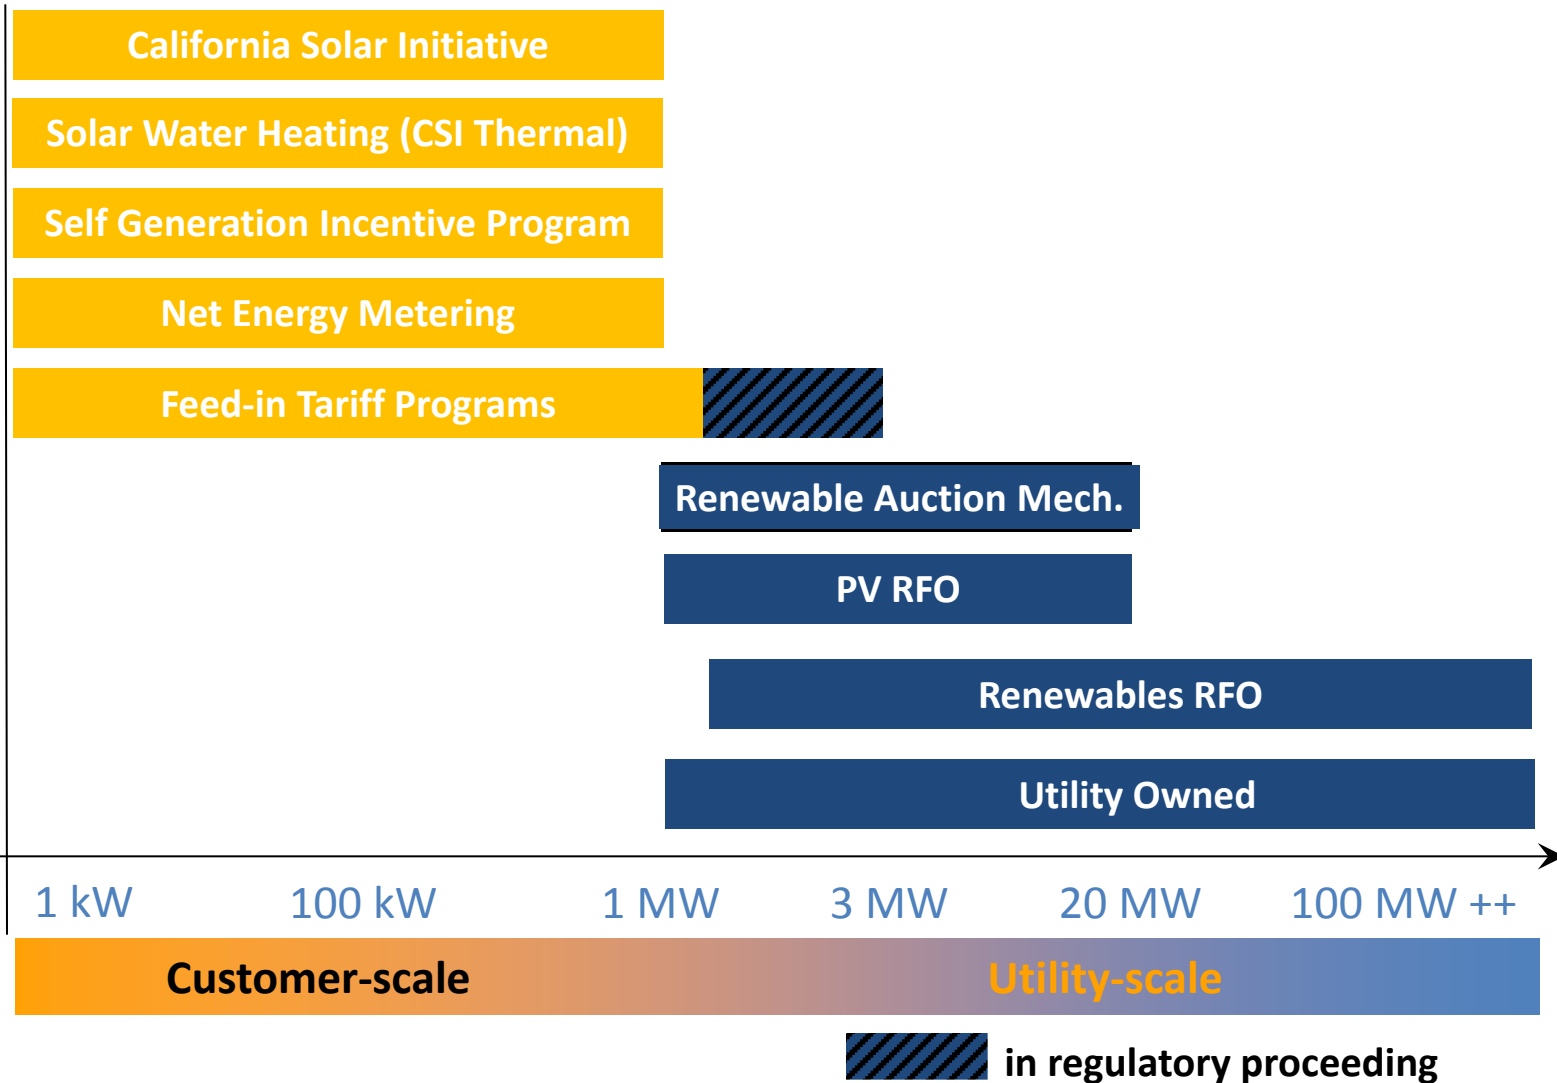 California Solar Initiative
Solar Water Heating (CSI Thermal)
Self Generation Incentive Program
Net Energy Metering
Feed-in Tariff Programs
Renewable Auction Mech.
PV RFO
Renewables RFO
Utility Owned
1 kW 100 kW 1 MW 3 MW 20 MW 100 MW ++
Customer-scale Utility-scale
in regulatory proceeding